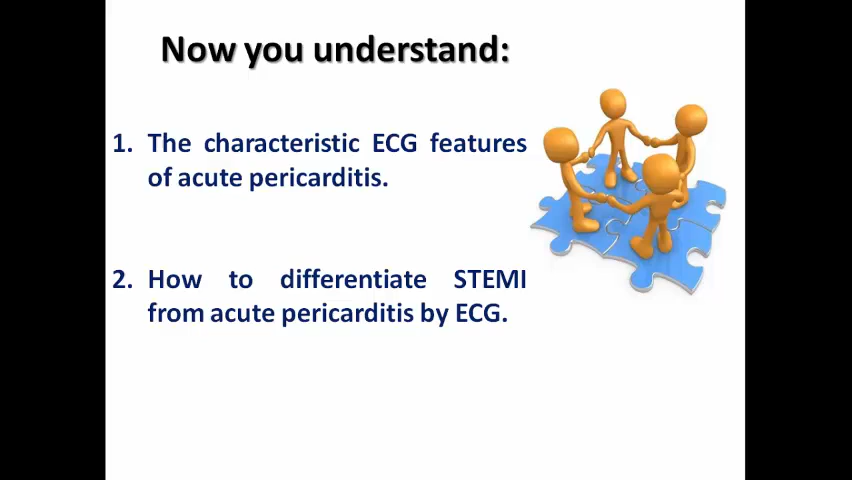 Now you understand:
1. The characteristic ECG features
of acute pericarditis.
2. How to differentiate STEMI
from acute pericarditis by ECG.